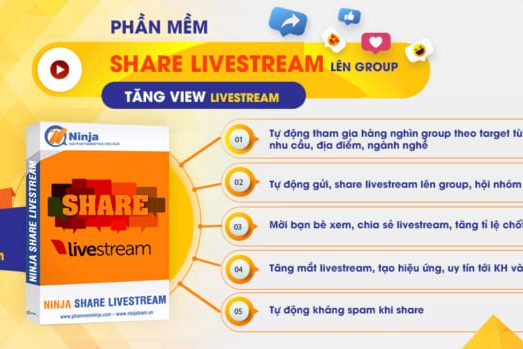 PHẦN MỀM
SHARE LIVESTREAM LÊN GROUP
TĂNG VIEW LIVESTREAM
Ninja
SHARE
livestream
NINJA SHARE LIVESTREAM
NINJA SHARE LIVESTREAM
www.phanmemninja.com - www.ninjateam.vn
01 Tự động tham gia hàng nghìn group theo target từ
nhu cầu, địa điểm, ngành nghề
02 Tự động gửi, share livestream lên group, hội nhóm
03 Mời bạn bè xem, chia sẻ livestream, tăng tỉ lệ chốt
04 Tăng mắt livestream, tạo hiệu ứng, uy tín tới KH và
05 Tự động kháng spam khi share